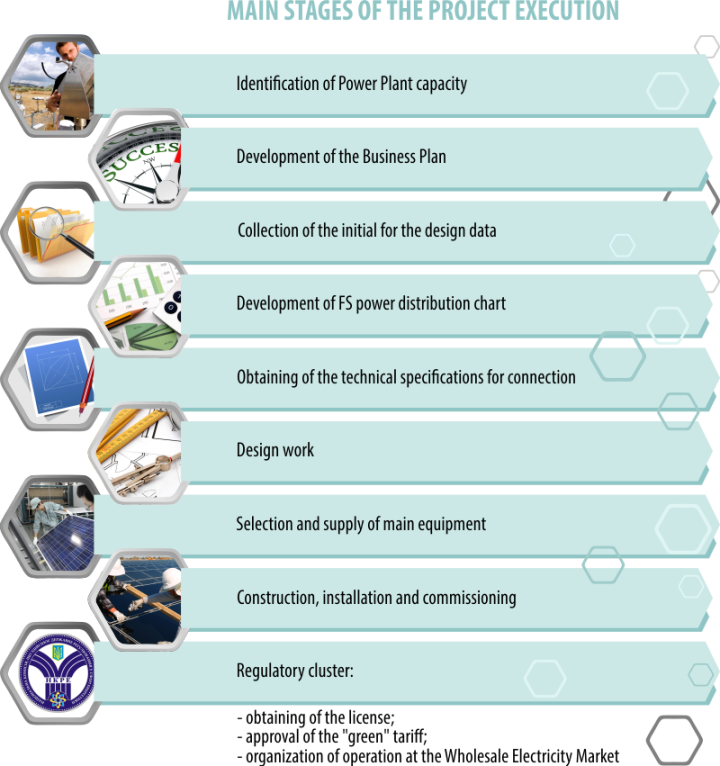 MAIN STAGES OF THE PROJECT EXECUTION
Identification of Power Plant capacity
SUCCESS
NW
Development of the Business Plan
Collection of the initial for the design data
Development of FS power distribution chart
Obtaining of the technical specifications for connection
Design work
Selection and supply of main equipment
Construction, installation and commissioning
НКРЕ
Regulatory cluster:
- obtaining of the license;
- approval of the "green" tariff;
- organization of operation at the Wholesale Electricity Market